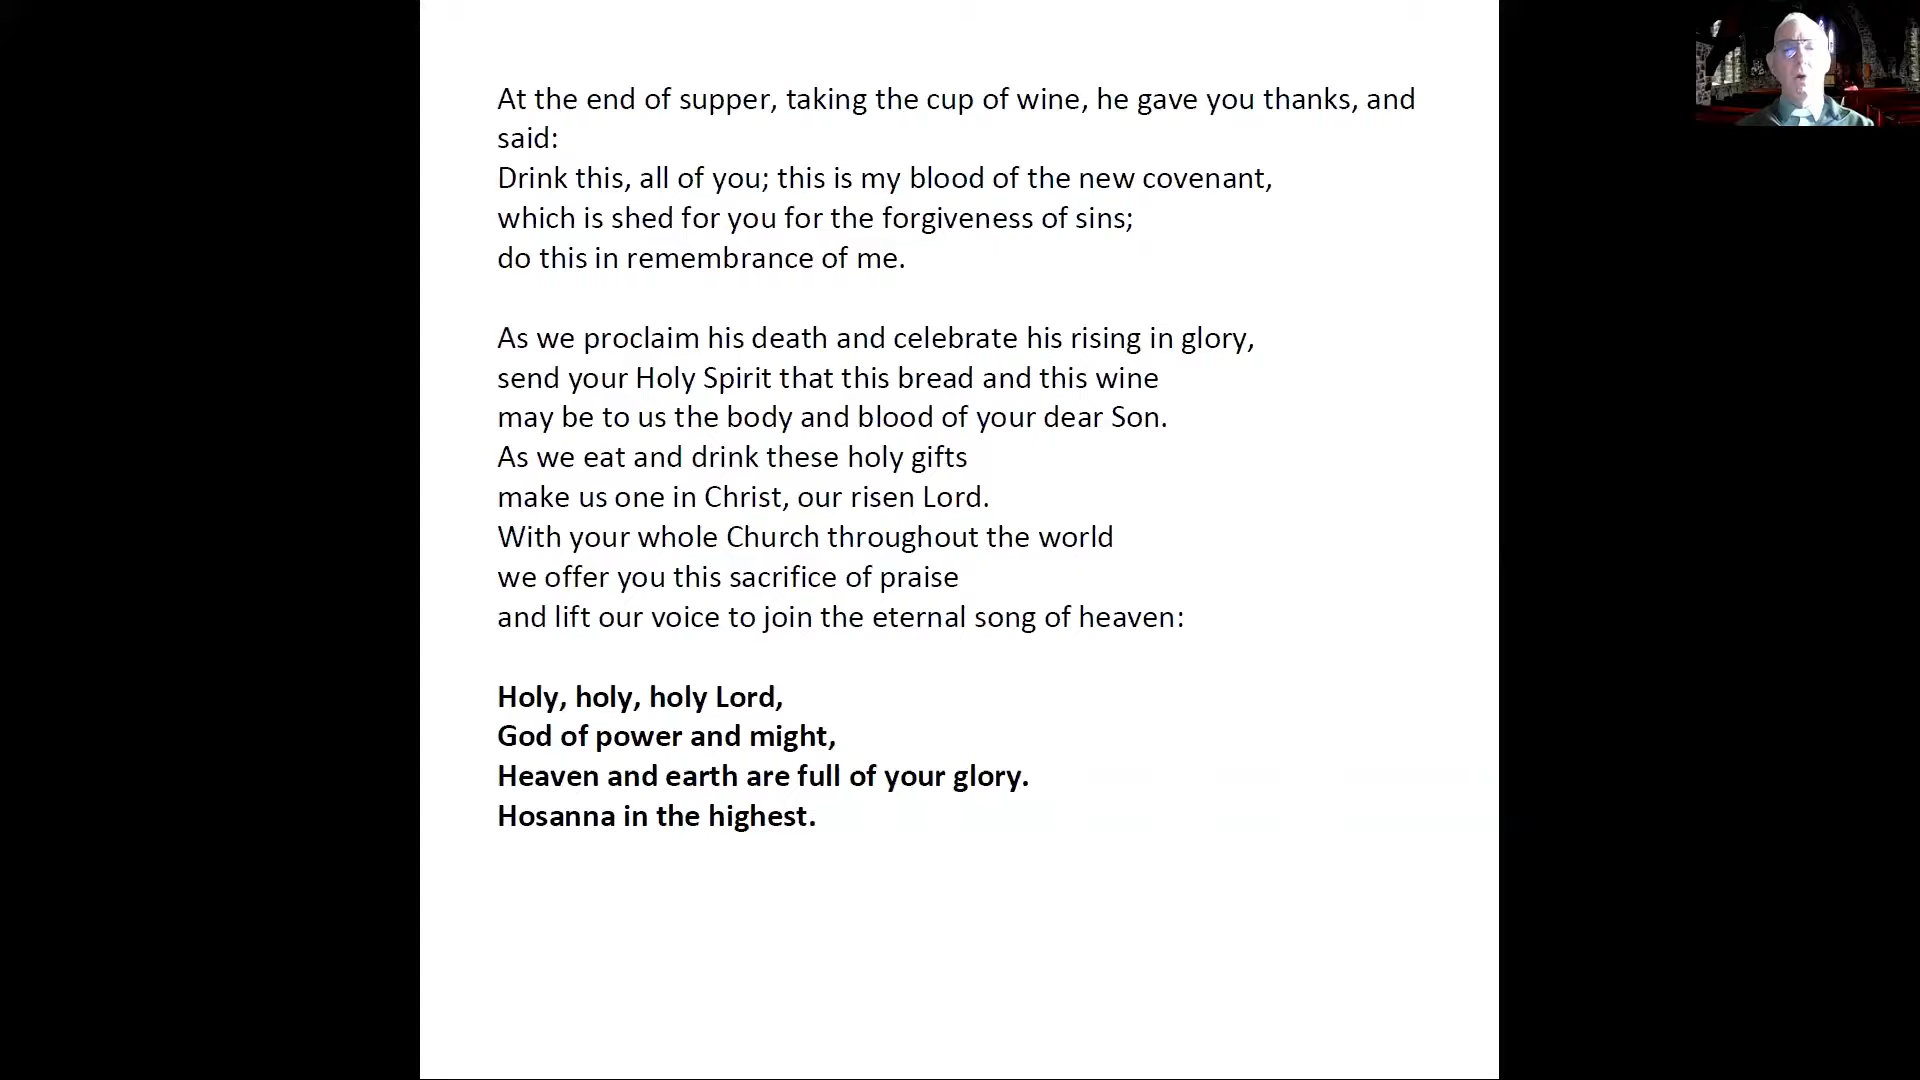 At the end of supper, taking the cup of wine, he gave you thanks, and
said:
Drink this, all of you; this is my blood of the new covenant,
which is shed for you for the forgiveness of sins;
do this in remembrance of me.
As we proclaim his death and celebrate his rising in glory,
send your Holy Spirit that this bread and this wine
may be to us the body and blood of your dear Son.
As we eat and drink these holy gifts
make us one in Christ, our risen Lord.
With your whole Church throughout the world
we offer you this sacrifice of praise
and lift our voice to join the eternal song of heaven:
Holy, holy, holy Lord,
God of power and might,
Heaven and earth are full of your glory.
Hosanna in the highest.